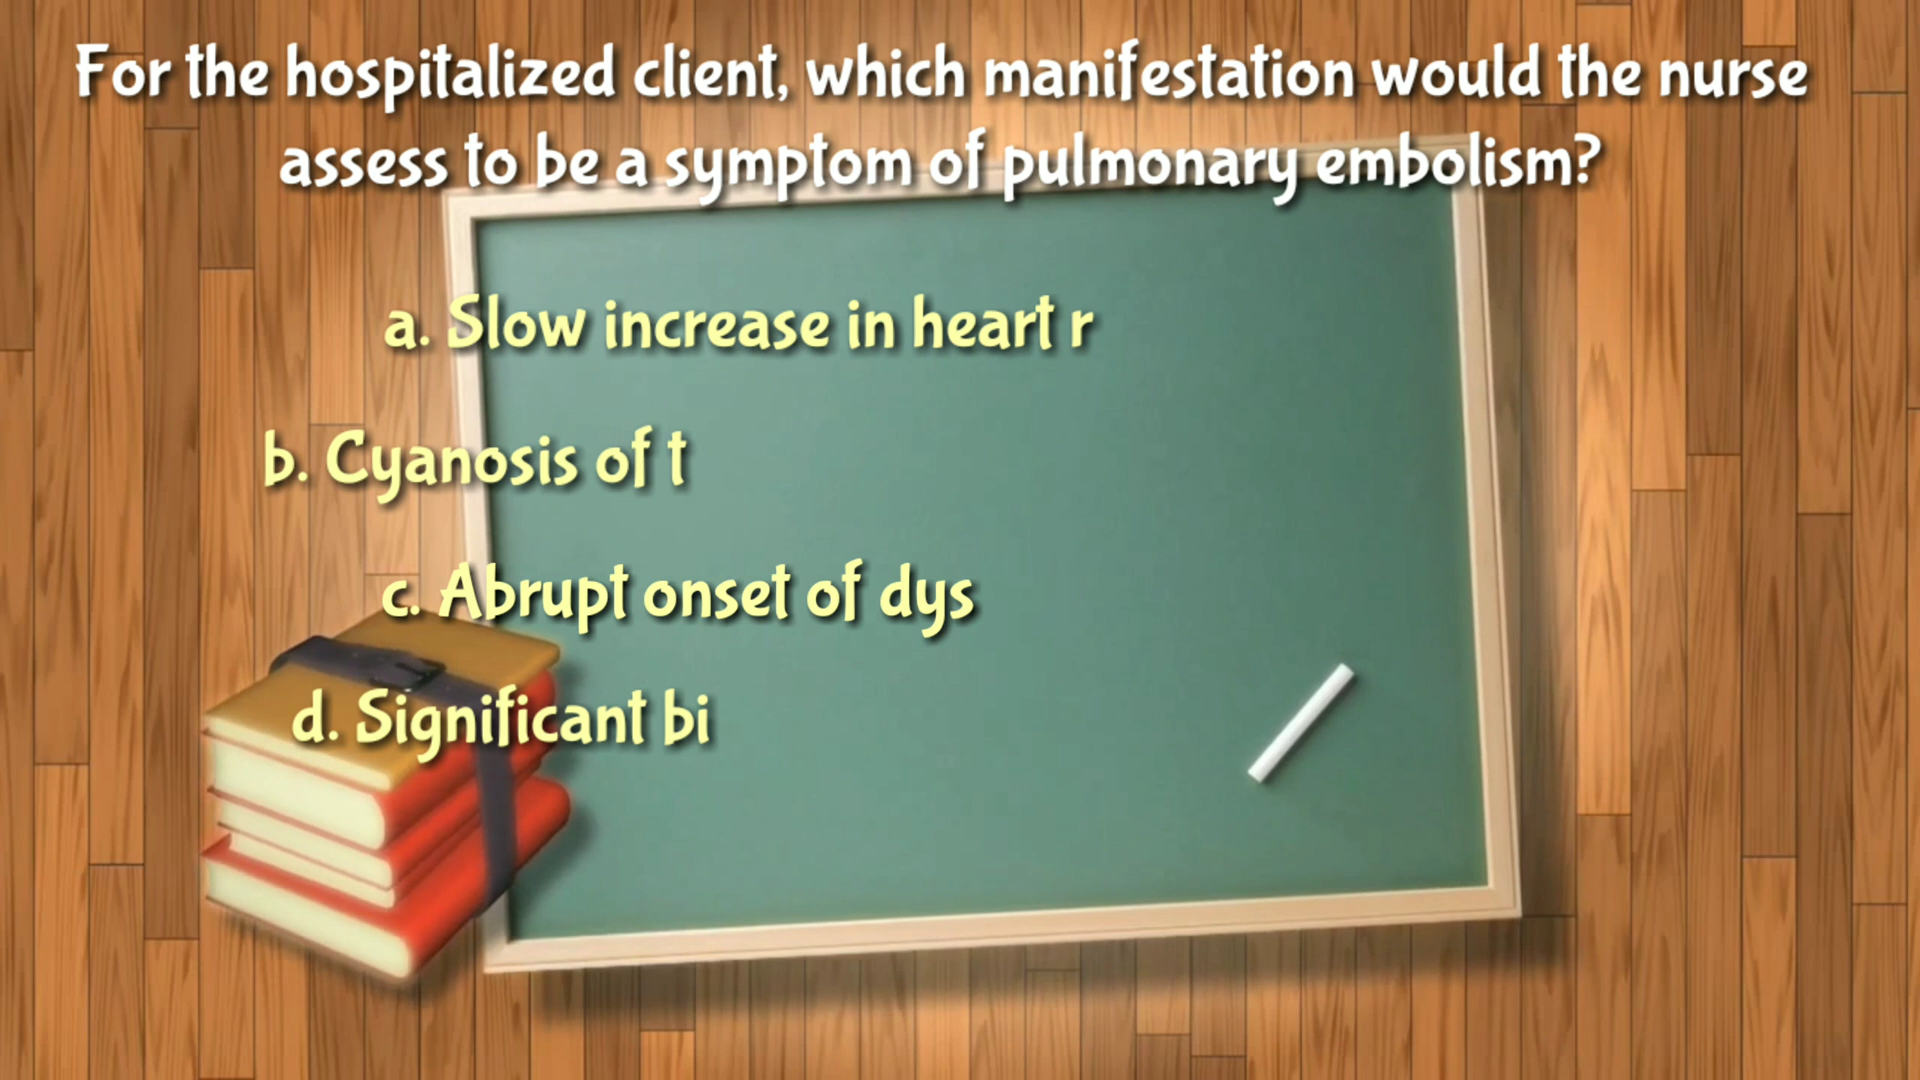 For the hospitalized client, which manifestation would the nurse
assess to be a symptom of pulmonary embolism?
a. Slow increase in heart r
b. Cyanosis of t
c. Abrupt onset of dys
d. Significant bi